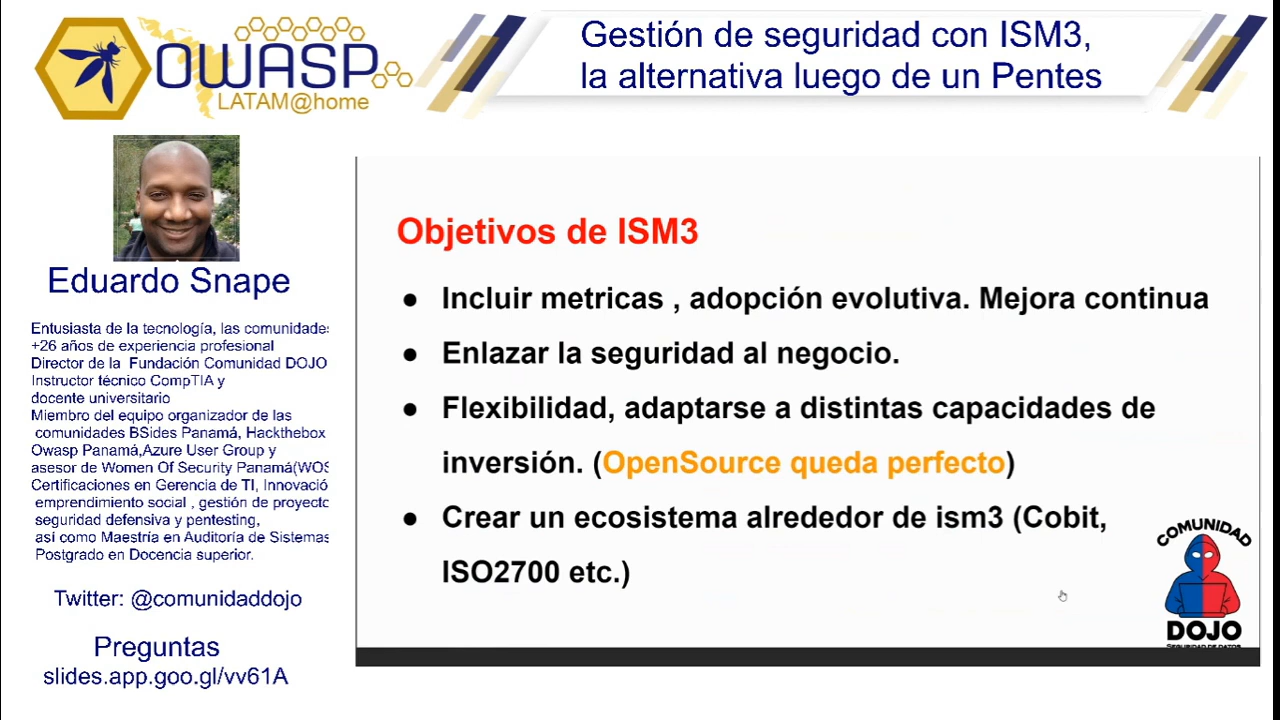 OWASP
LATAM@home
Gestión de seguridad con ISM3,
la alternativa luego de un Pentes
Eduardo Snape
Entusiasta de la tecnología, las comunidades
+26 años de experiencia profesional
Director de la Fundación Comunidad DOJO
Instructor técnico CompTIA y
docente universitario
Miembro del equipo organizador de las
comunidades BSides Panamá, Hackthebox
Owasp Panamá,Azure User Group y
asesor de Women Of Security Panamá(WOS
Certificaciones en Gerencia de TI, Innovació
emprendimiento social , gestión de proyecto
seguridad defensiva y pentesting,
así como Maestría en Auditoría de Sistemas
Postgrado en Docencia superior.
Twitter: @comunidaddojo
Preguntas
slides.app.goo.gl/vv61A
Objetivos de ISM3
● Incluir metricas , adopción evolutiva. Mejora continua
● Enlazar la seguridad al negocio.
● Flexibilidad, adaptarse a distintas capacidades de
inversión. (OpenSource queda perfecto)
● Crear un ecosistema alrededor de ism3 (Cobit,
ISO2700 etc.)
COMUNIDAD
DOJO
SEGURIDAD DE DATOS